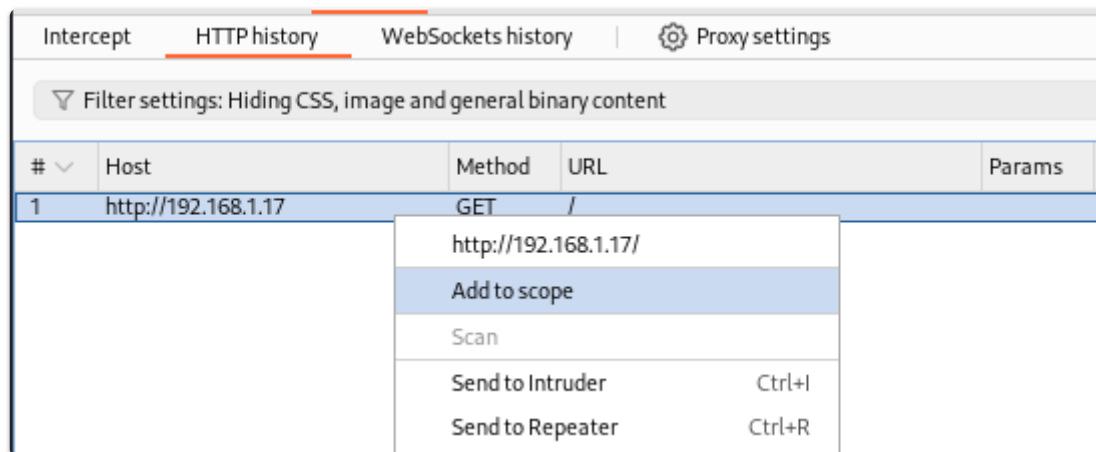 Intercept HTTP history WebSockets history Proxy settings
Filter settings: Hiding CSS, image and general binary content
# Host Method URL Params
1 http://192.168.1.17 GET /
http://192.168.1.17/
Add to scope
Scan
Send to Intruder Ctrl+I
Send to Repeater Ctrl+R